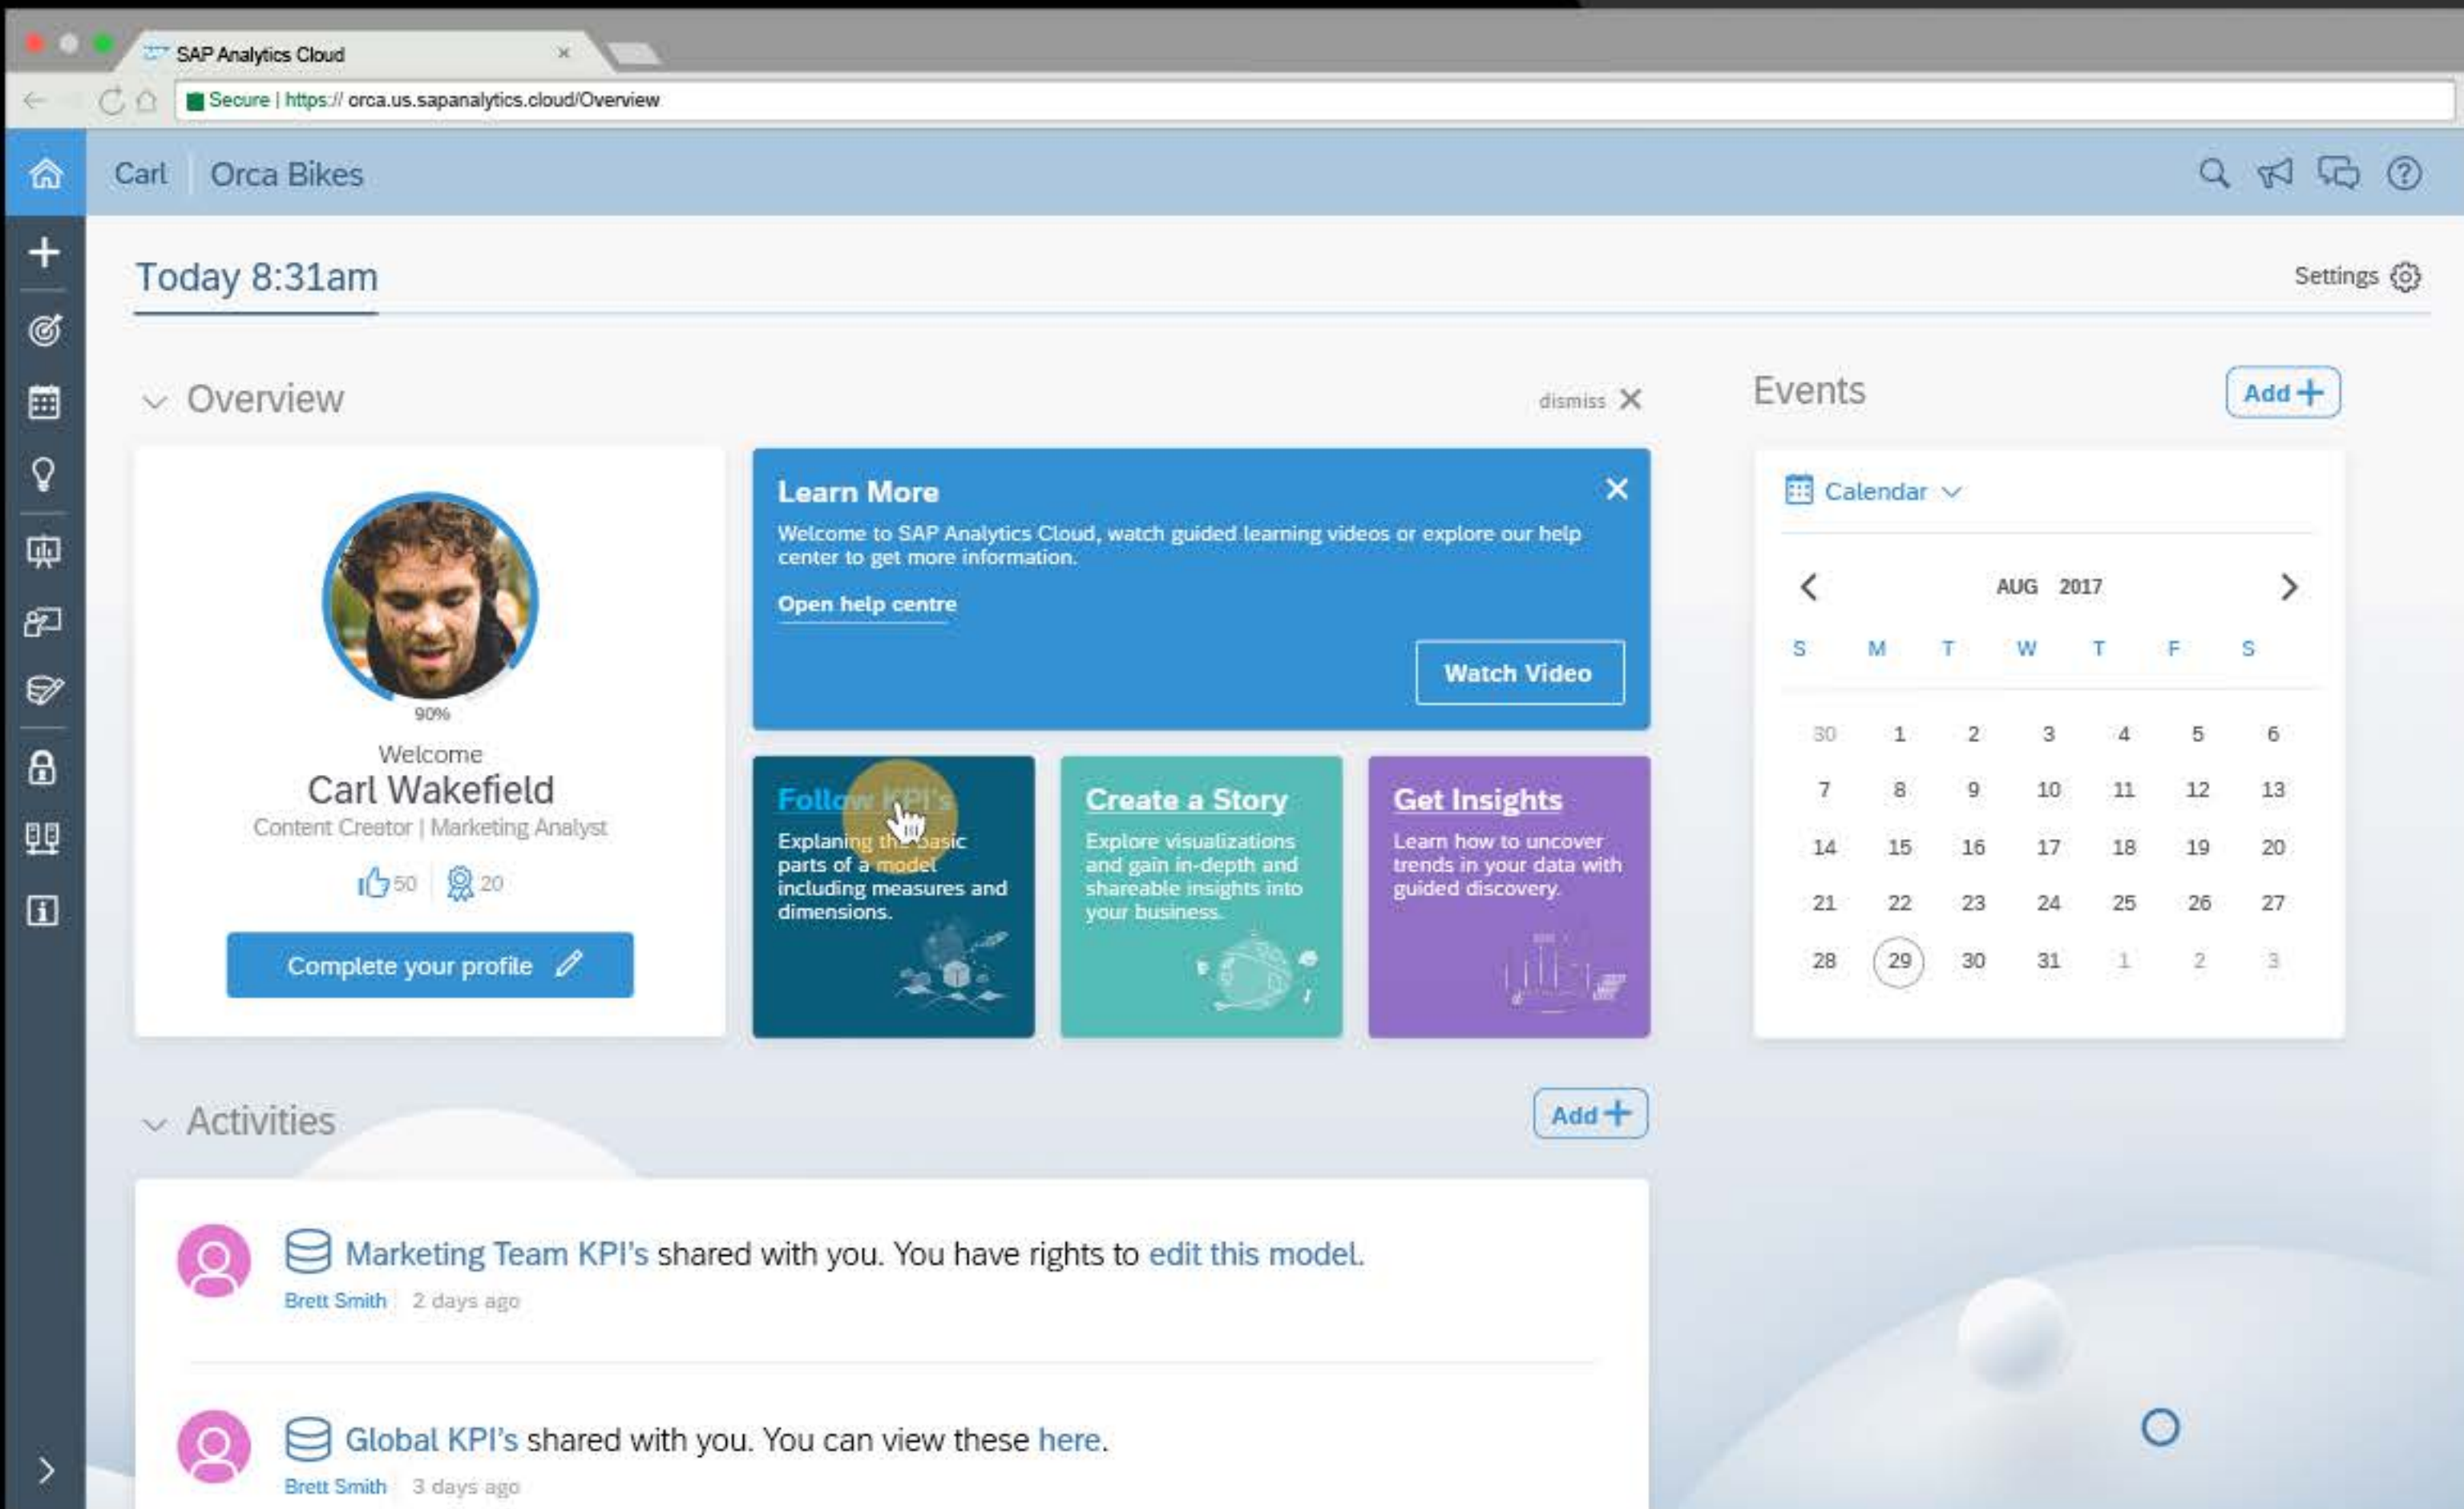 SAP Analytics Cloud
Secure | https:// orca.us.sapanalytics.cloud/Overview
Carl
Orca Bikes
Today 8:31am
Settings
Overview
dismiss
90%
Welcome
Carl Wakefield
Content Creator | Marketing Analyst
50
20
Complete your profile
Learn More
Welcome to SAP Analytics Cloud, watch guided learning videos or explore our help
center to get more information.
Open help centre
Watch Video
Follow KPI's
Explaning the basic
parts of a model
including measures and
dimensions.
Create a Story
Explore visualizations
and gain in-depth and
shareable insights into
your business.
Get Insights
Learn how to uncover
trends in your data with
guided discovery.
Events
Add +
Calendar
AUG 2017
S M T W T F S
30 1 2 3 4 5 6
7 8 9 10 11 12 13
14 15 16 17 18 19 20
21 22 23 24 25 26 27
28 29 30 31 1 2 3
Activities
Add +
Marketing Team KPI's shared with you. You have rights to edit this model.
Brett Smith 2 days ago
Global KPI's shared with you. You can view these here.
Brett Smith 3 days ago